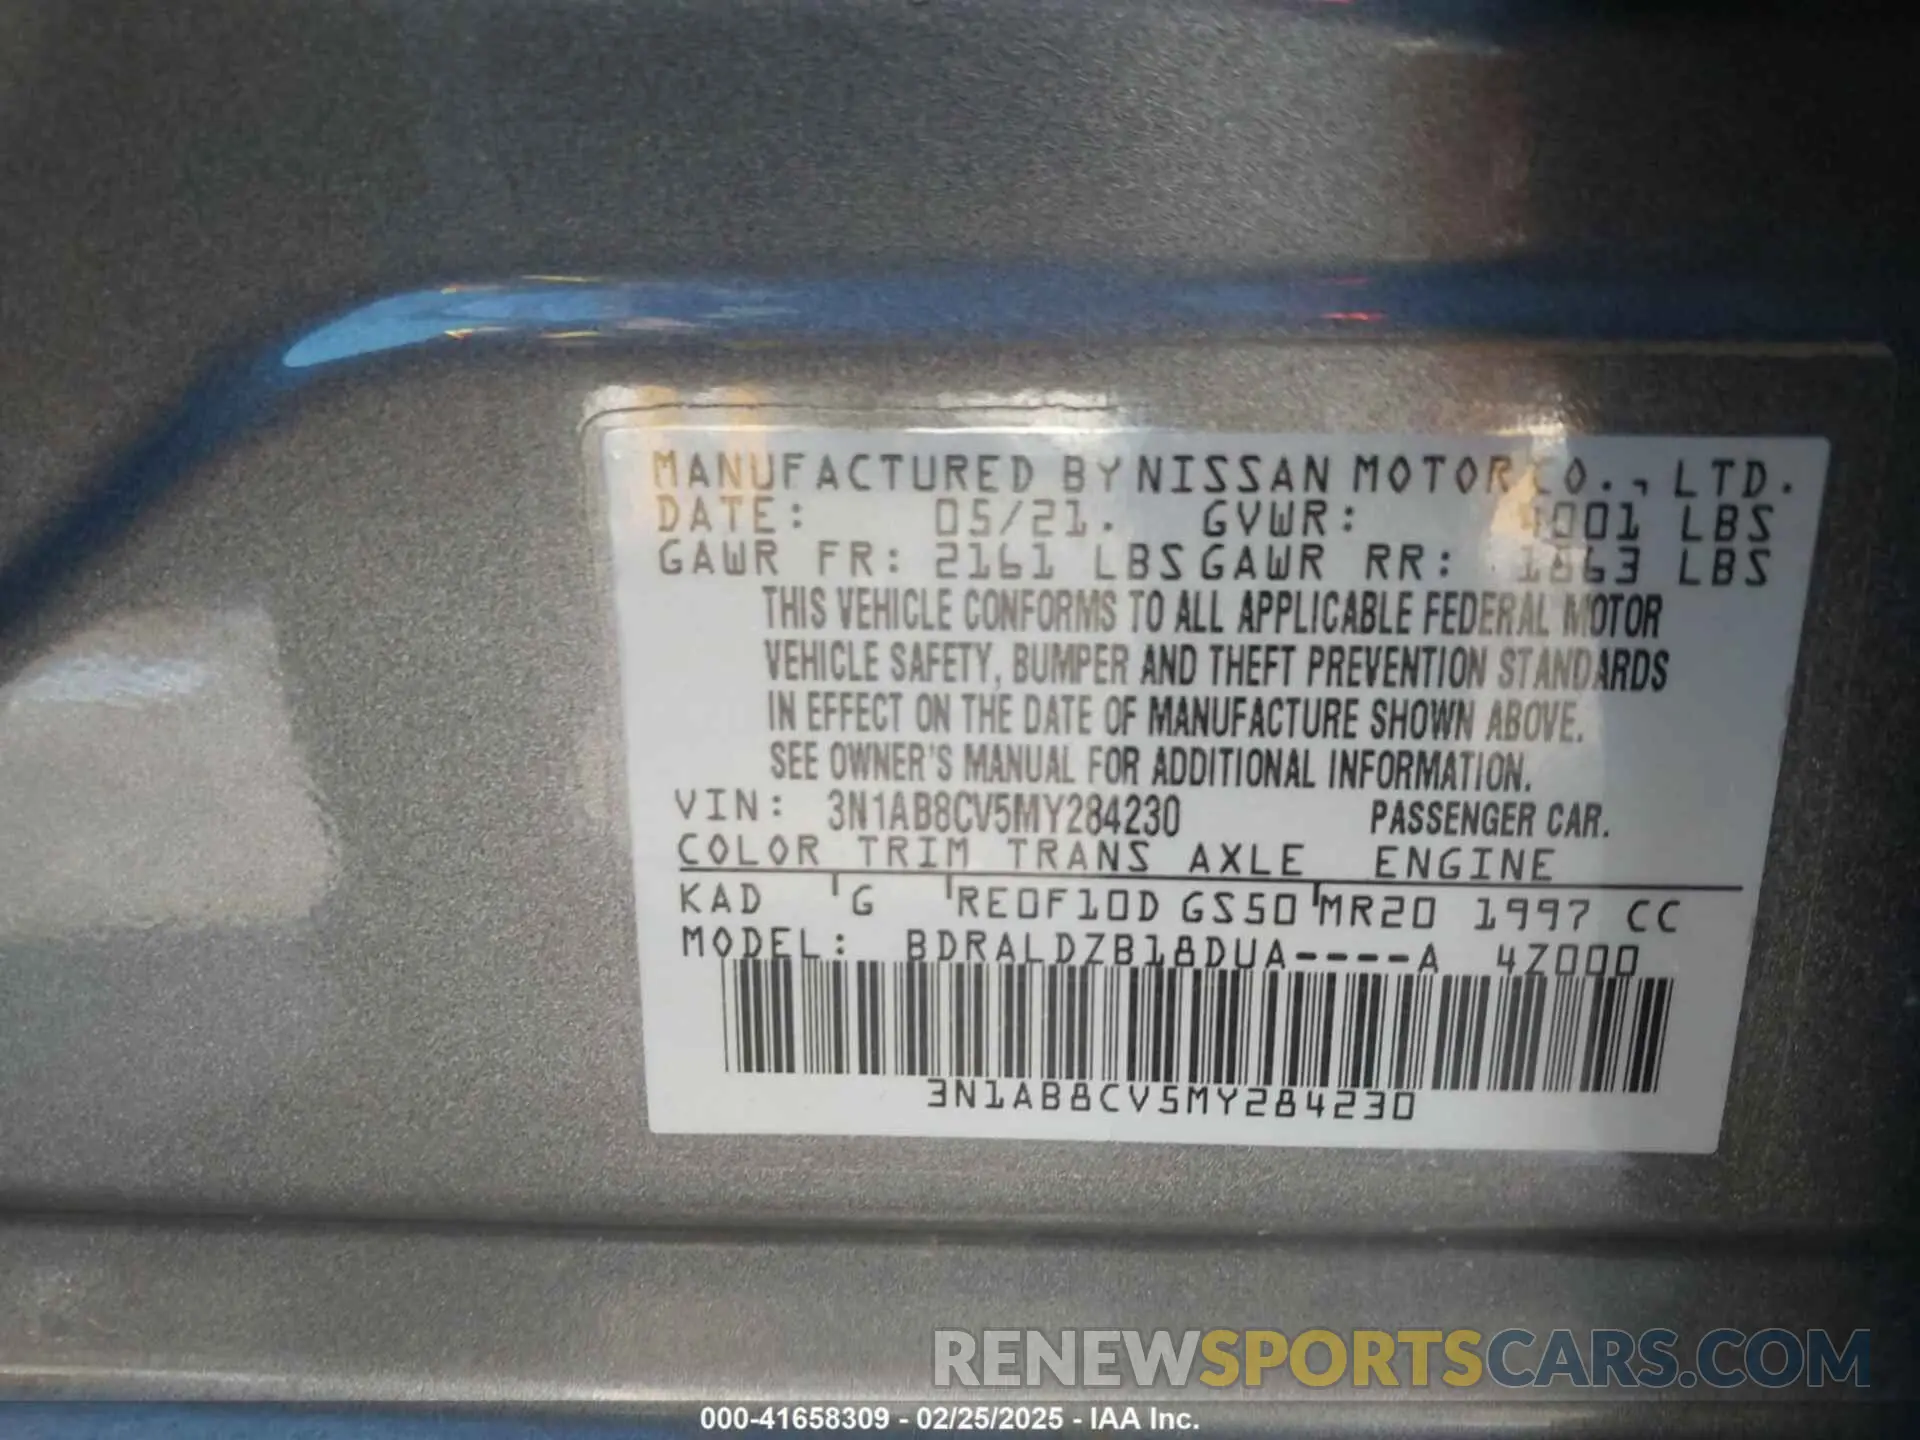 MANUFACTURED BY NISSAN MOTOR CO., LTD.
DATE: 05/21. GVWR: 4001 LBS
GAWR FR: 2161 LBS GAWR RR: 1863 LBS
THIS VEHICLE CONFORMS TO ALL APPLICABLE FEDERAL MOTOR
VEHICLE SAFETY, BUMPER AND THEFT PREVENTION STANDARDS
IN EFFECT ON THE DATE OF MANUFACTURE SHOWN ABOVE.
SEE OWNER'S MANUAL FOR ADDITIONAL INFORMATION.
VIN: 3N1AB8CV5MY284230 PASSENGER CAR.
COLOR TRIM TRANS AXLE ENGINE
KAD G RE0F10D GS50 MR20 1997 CC
MODEL: BDRALDZB18DUA----A 4Z000
3N1AB8CV5MY284230
RENEWSPORTSCARS.COM
000-41658309 - 02/25/2025 - IAA Inc.